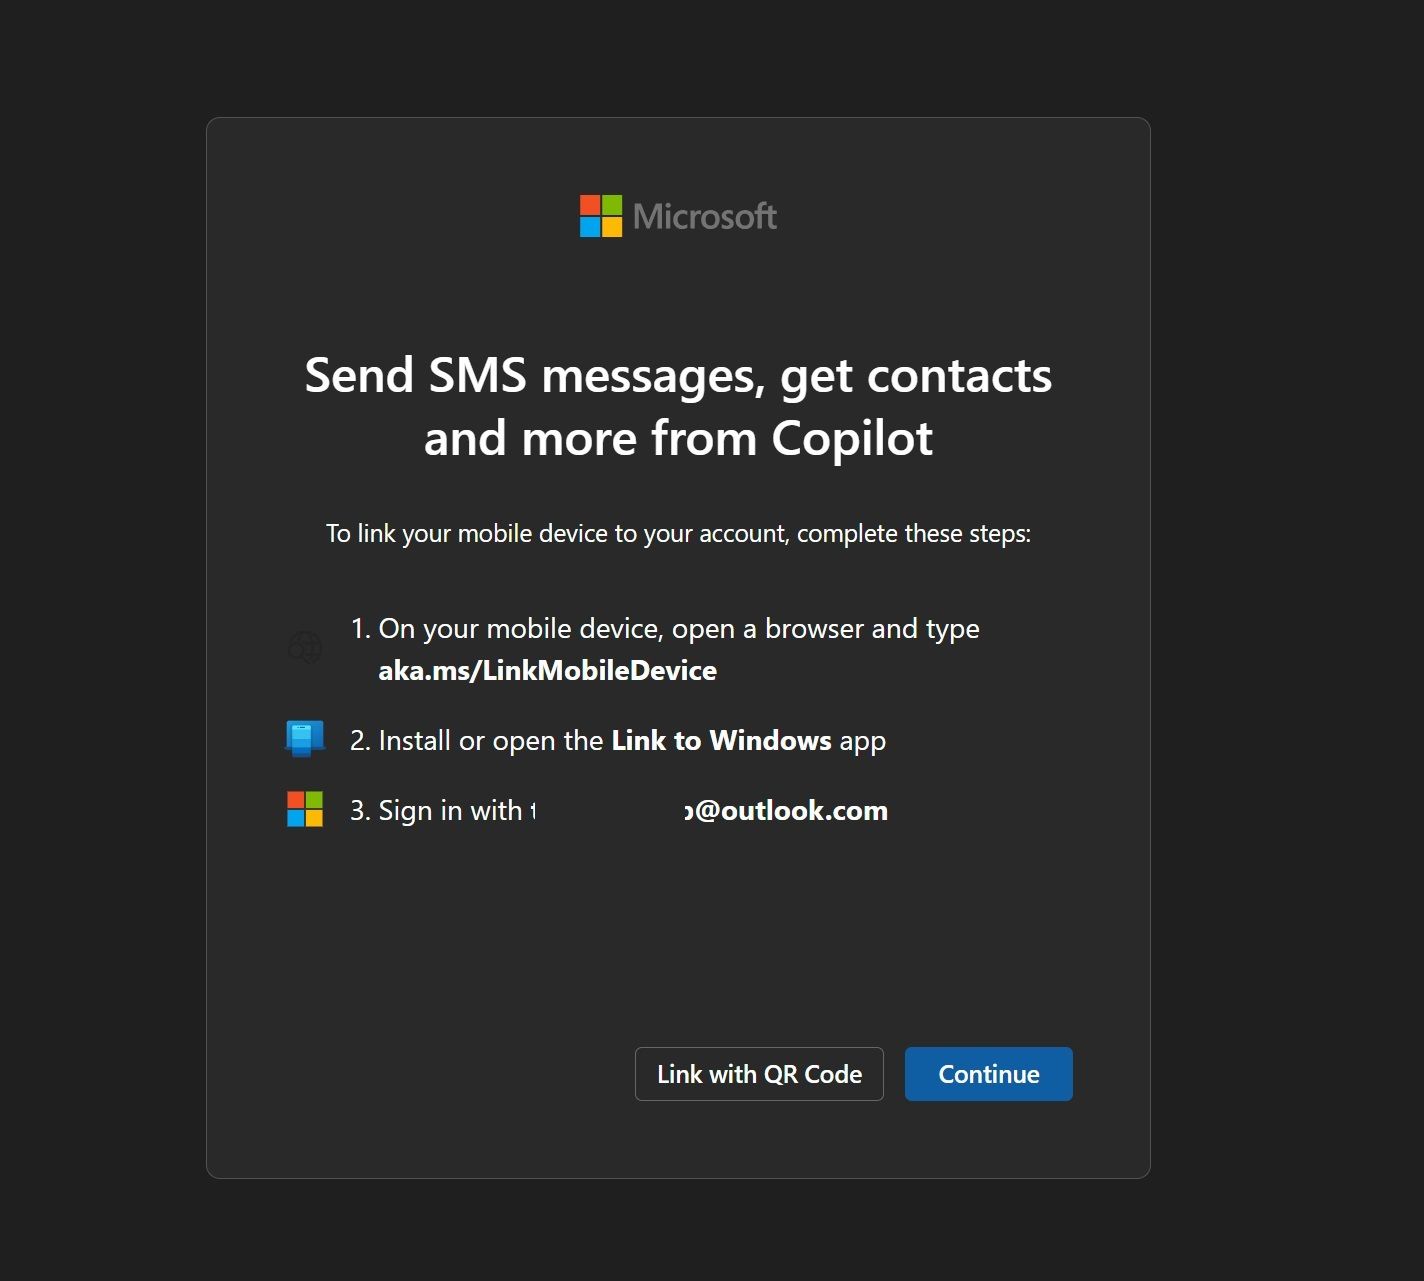 Microsoft
Send SMS messages, get contacts
and more from Copilot
To link your mobile device to your account, complete these steps:
1. On your mobile device, open a browser and type
aka.ms/LinkMobileDevice
2. Install or open the Link to Windows app
3. Sign in with @outlook.com
Link with QR Code
Continue